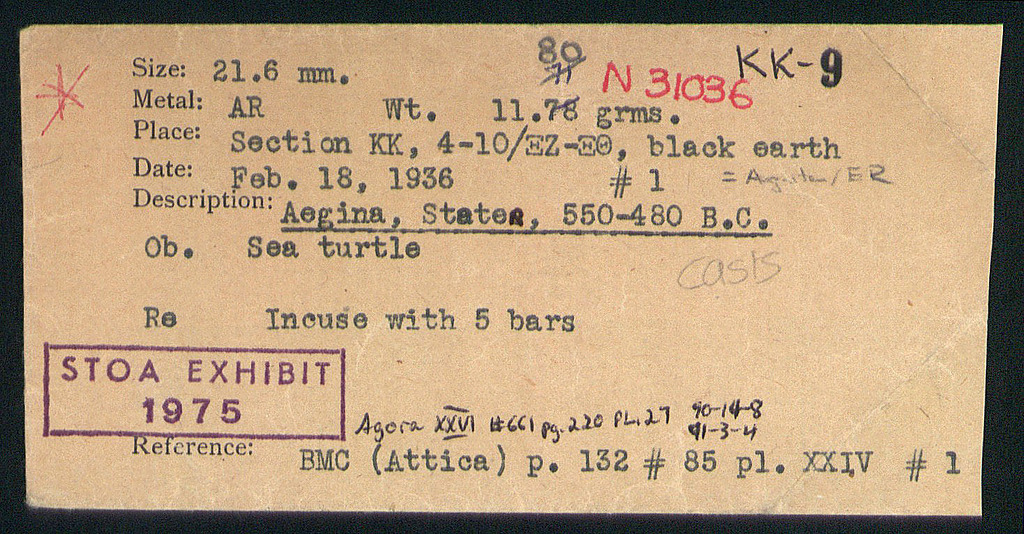 80
71 N 31036 KK-9
Size: 21.6 mm.
Metal: AR Wt. 11.78 grms.
Place: Section KK, 4-10/ΞΖ-ΞΘ, black earth
Date: Feb. 18, 1936 # 1
Description: Aegina, Stater, 550-480 B.C.
Ob. Sea turtle
casts
Re Incuse with 5 bars
STOA EXHIBIT
1975
Agora XXVI #661 pg. 220 PL. 27 90-14-8
91-3-4
Reference: BMC (Attica) p. 132 # 85 pl. XXIV # 1